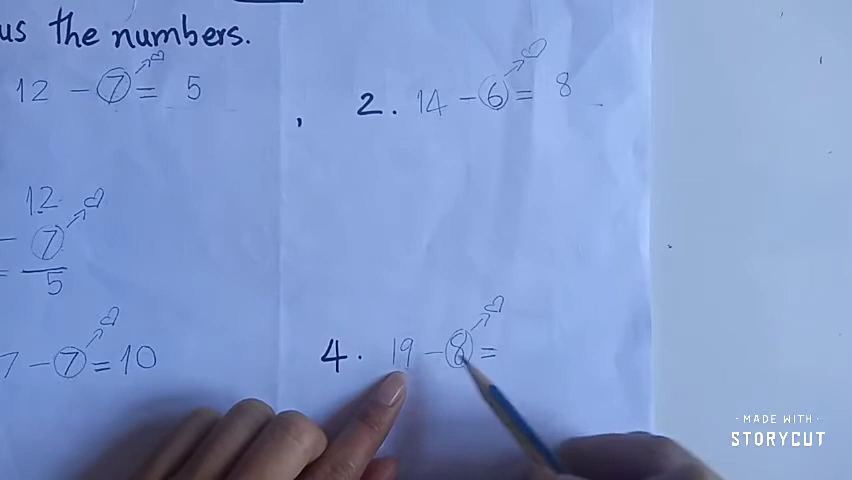 us the numbers.
12 - 7 = 5
2. 14 - 6 = 8
12
- 7
= 5
7 - 7 = 10
4. 19 - 8 =
MADE WITH
STORYCUT